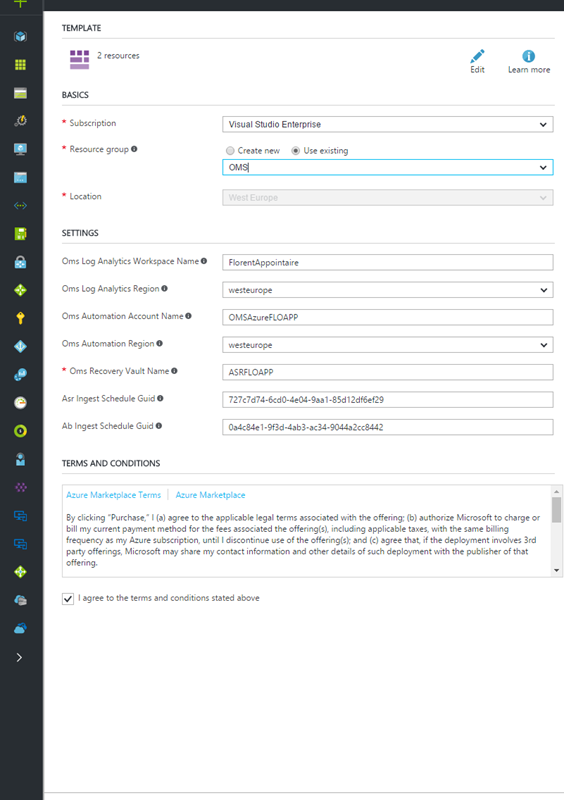 TEMPLATE
2 resources
Edit
Learn more
BASICS
* Subscription
Visual Studio Enterprise
* Resource group
Create new
Use existing
OMS
* Location
West Europe
SETTINGS
Oms Log Analytics Workspace Name
FlorentAppointaire
Oms Log Analytics Region
westeurope
Oms Automation Account Name
OMSAzureFLOAPP
Oms Automation Region
westeurope
* Oms Recovery Vault Name
ASRFLOAPP
Asr Ingest Schedule Guid
727c7d74-6cd0-4e04-9aa1-85d12df6ef29
Ab Ingest Schedule Guid
0a4c84e1-9f3d-4ab3-ac34-9044a2cc8442
TERMS AND CONDITIONS
Azure Marketplace Terms | Azure Marketplace
By clicking "Purchase," I (a) agree to the applicable legal terms associated with the offering; (b) authorize Microsoft to charge or
bill my current payment method for the fees associated the offering(s), including applicable taxes, with the same billing
frequency as my Azure subscription, until I discontinue use of the offering(s); and (c) agree that, if the deployment involves 3rd
party offerings, Microsoft may share my contact information and other details of such deployment with the publisher of that
offering.
I agree to the terms and conditions stated above